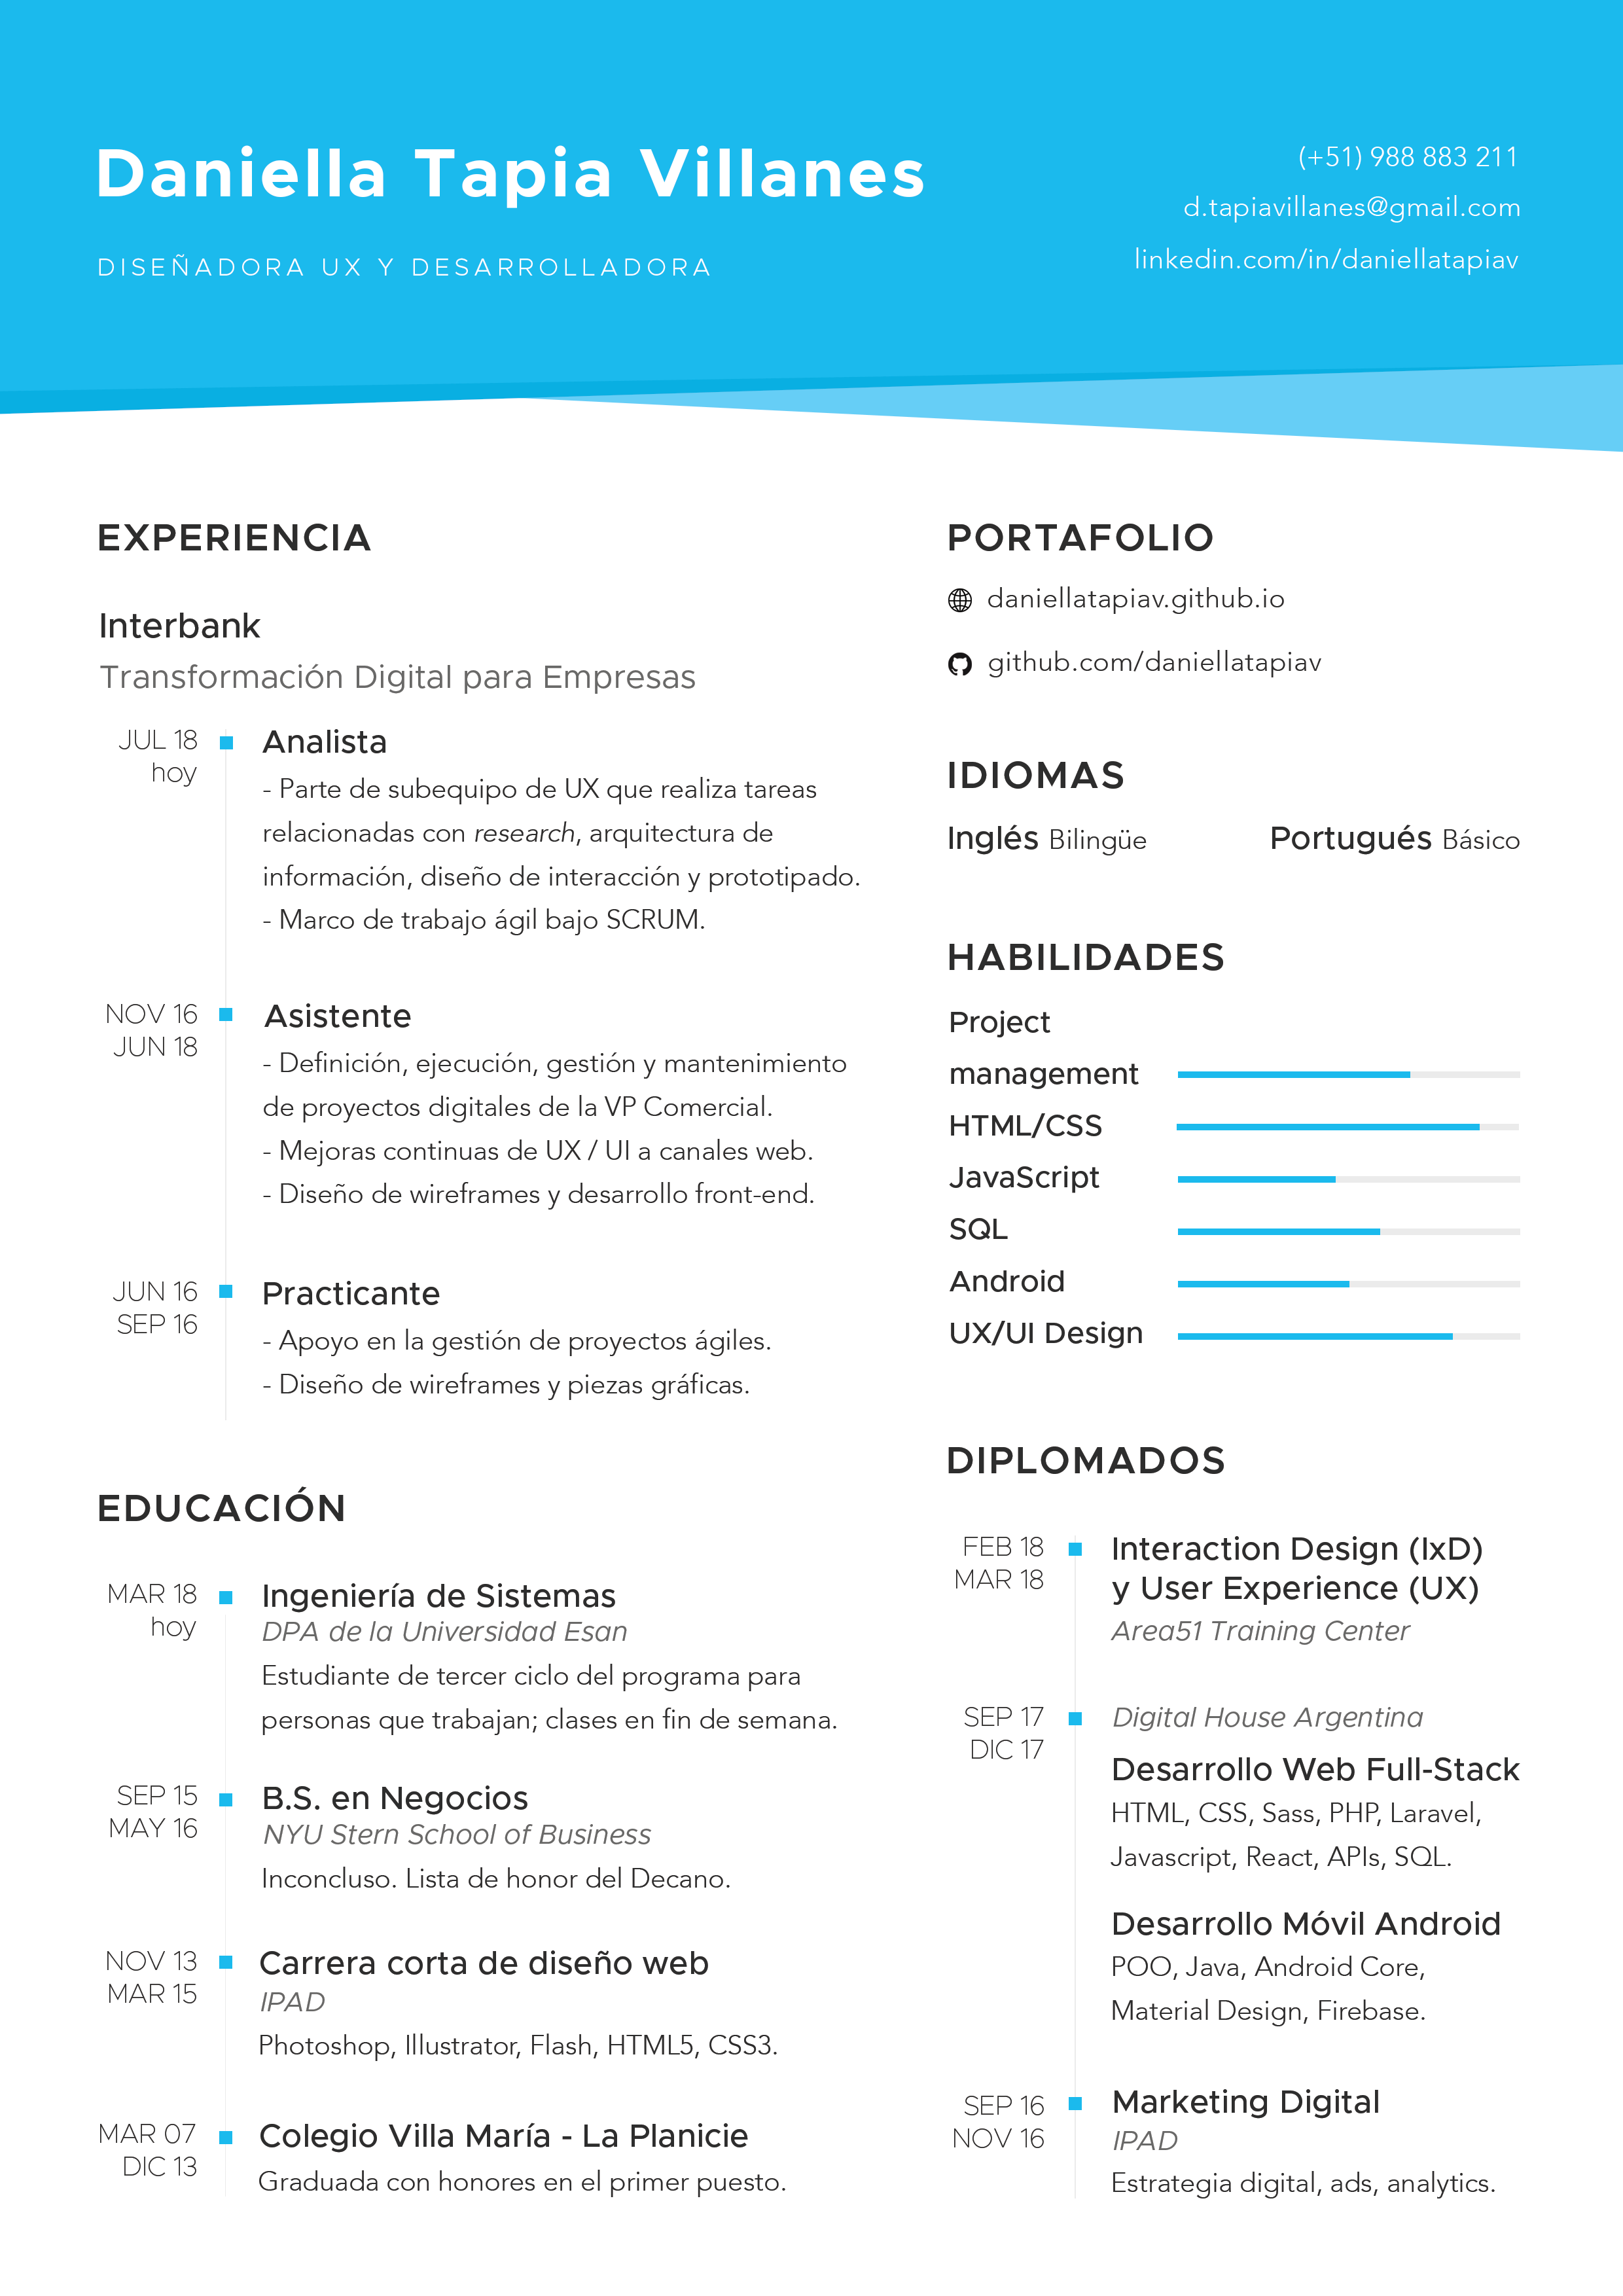 Daniella Tapia Villanes
DISEÑADORA UX Y DESARROLLADORA
(+51) 988 883 211
d.tapiavillanes@gmail.com
linkedin.com/in/daniellatapiav
EXPERIENCIA
Interbank
Transformación Digital para Empresas
JUL 18
hoy
Analista
- Parte de subequipo de UX que realiza tareas
relacionadas con research, arquitectura de
información, diseño de interacción y prototipado.
- Marco de trabajo ágil bajo SCRUM.
NOV 16
JUN 18
Asistente
- Definición, ejecución, gestión y mantenimiento
de proyectos digitales de la VP Comercial.
- Mejoras continuas de UX / UI a canales web.
- Diseño de wireframes y desarrollo front-end.
JUN 16
SEP 16
Practicante
- Apoyo en la gestión de proyectos ágiles.
- Diseño de wireframes y piezas gráficas.
EDUCACIÓN
MAR 18
hoy
Ingeniería de Sistemas
DPA de la Universidad Esan
Estudiante de tercer ciclo del programa para
personas que trabajan; clases en fin de semana.
SEP 15
MAY 16
B.S. en Negocios
NYU Stern School of Business
Inconcluso. Lista de honor del Decano.
NOV 13
MAR 15
Carrera corta de diseño web
IPAD
Photoshop, Illustrator, Flash, HTML5, CSS3.
MAR 07
DIC 13
Colegio Villa María - La Planicie
Graduada con honores en el primer puesto.
PORTAFOLIO
daniellatapiav.github.io
github.com/daniellatapiav
IDIOMAS
Inglés Bilingüe
Portugués Básico
HABILIDADES
Project
management
HTML/CSS
JavaScript
SQL
Android
UX/UI Design
DIPLOMADOS
FEB 18
MAR 18
Interaction Design (IxD)
y User Experience (UX)
Area51 Training Center
SEP 17
DIC 17
Digital House Argentina
Desarrollo Web Full-Stack
HTML, CSS, Sass, PHP, Laravel,
Javascript, React, APIs, SQL.
Desarrollo Móvil Android
POO, Java, Android Core,
Material Design, Firebase.
SEP 16
NOV 16
Marketing Digital
IPAD
Estrategia digital, ads, analytics.